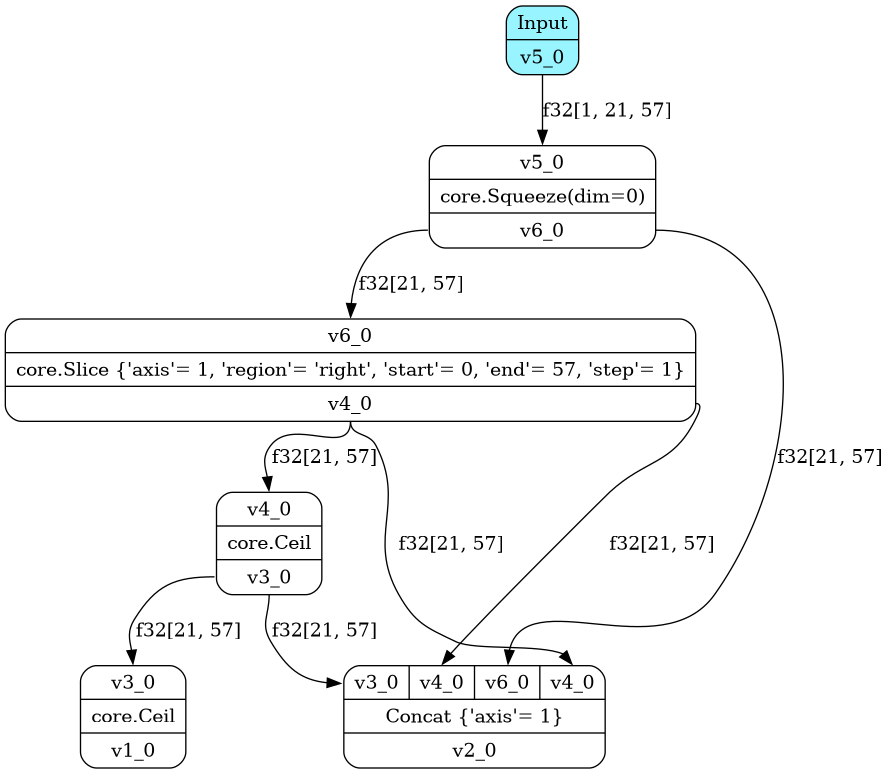 Input
v5_0
f32[1, 21, 57]
v5_0
core.Squeeze(dim=0)
v6_0
f32[21, 57]
v6_0
core.Slice {'axis'= 1, 'region'= 'right', 'start'= 0, 'end'= 57, 'step'= 1}
v4_0
f32[21, 57]
f32[21, 57]
v4_0
core.Ceil
v3_0
f32[21, 57]
f32[21, 57]
f32[21, 57]
f32[21, 57]
v3_0
core.Ceil
v1_0
v3_0 v4_0 v6_0 v4_0
Concat {'axis'= 1}
v2_0